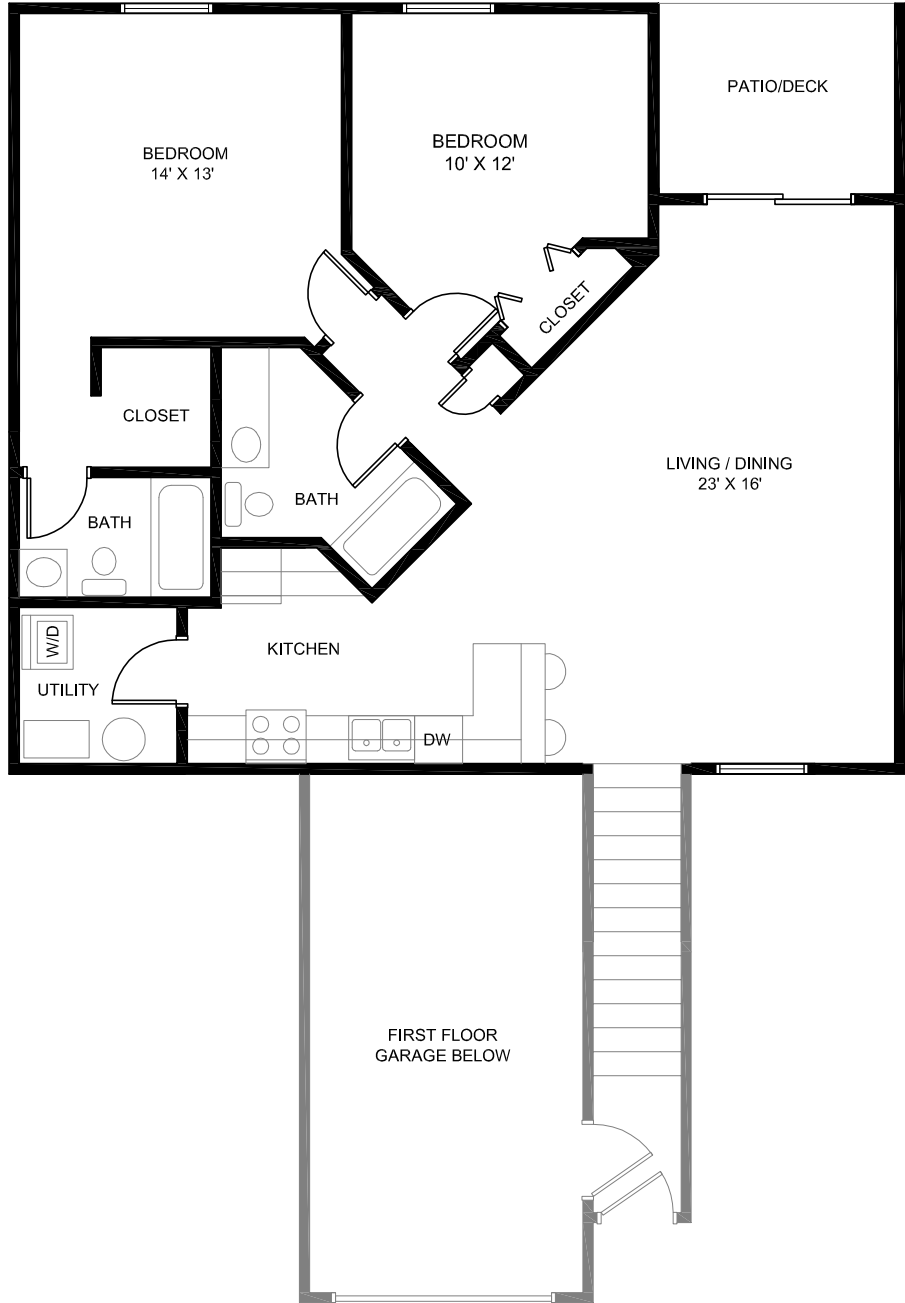 PATIO/DECK
BEDROOM
14' X 13'
BEDROOM
10' X 12'
CLOSET
CLOSET
LIVING / DINING
23' X 16'
BATH
BATH
W/D
KITCHEN
UTILITY
DW
FIRST FLOOR
GARAGE BELOW